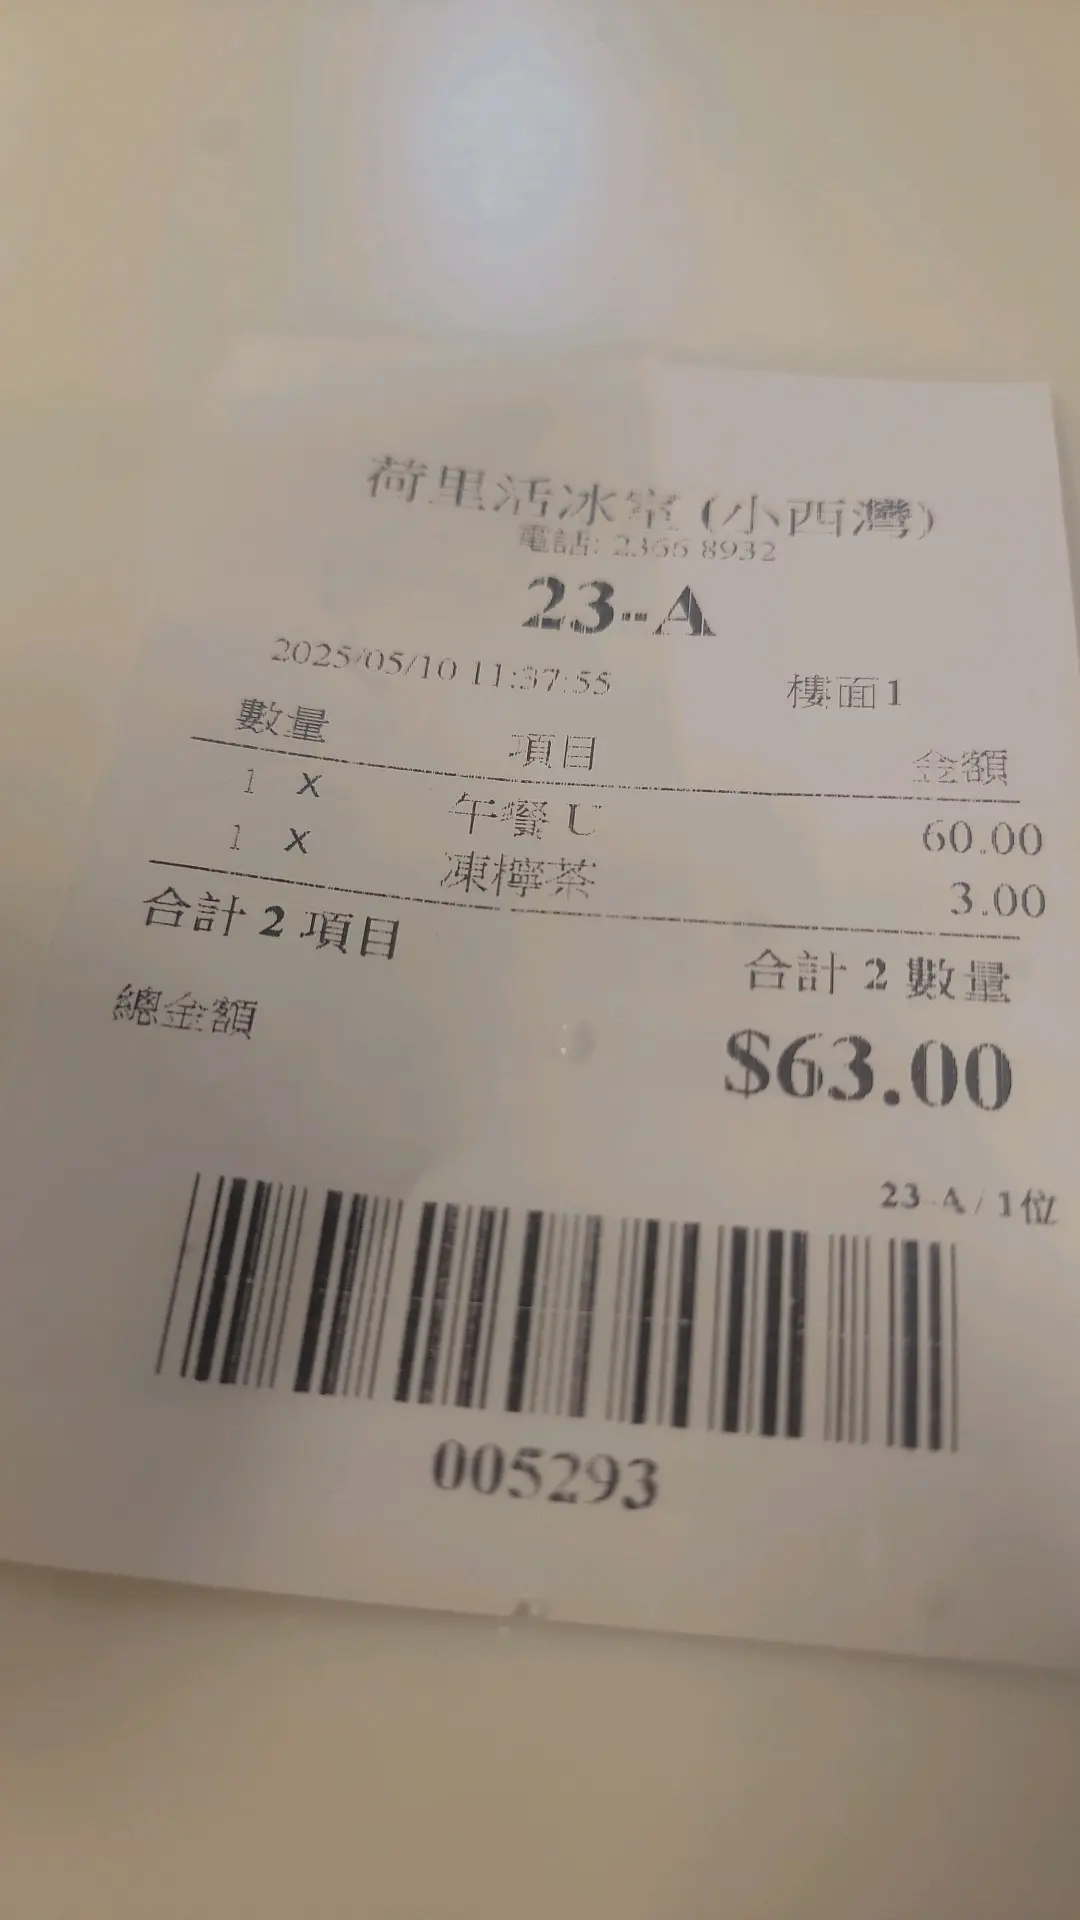 荷里活冰室 (小西灣)
電話: 2366 8932
23--A
2025/05/10 11:37:55 樓面1
數量 項目 金額
1 X 午餐 U 60.00
1 X 凍檸茶 3.00
合計 2 項目 合計 2 數量
總金額 $63.00
23--A / 1位
005293